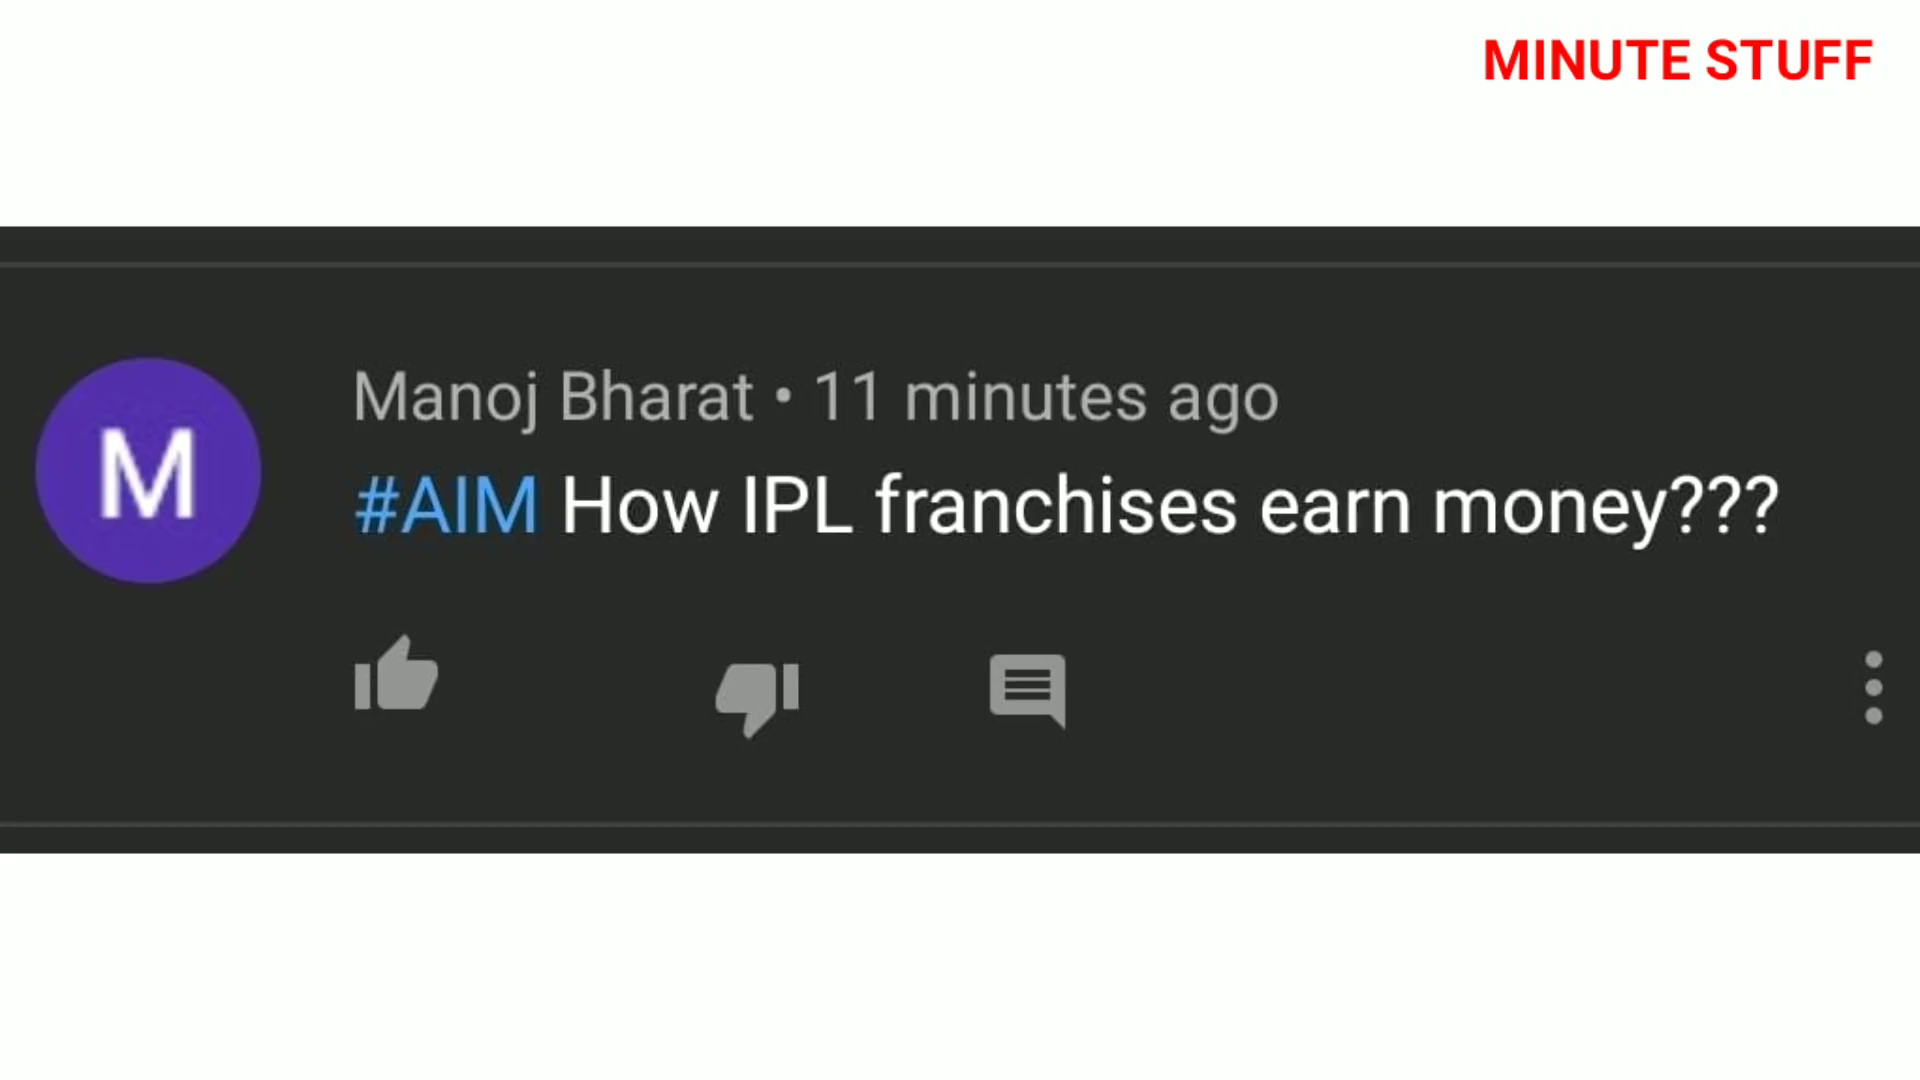 MINUTE STUFF
M
Manoj Bharat • 11 minutes ago
#AIM How IPL franchises earn money???